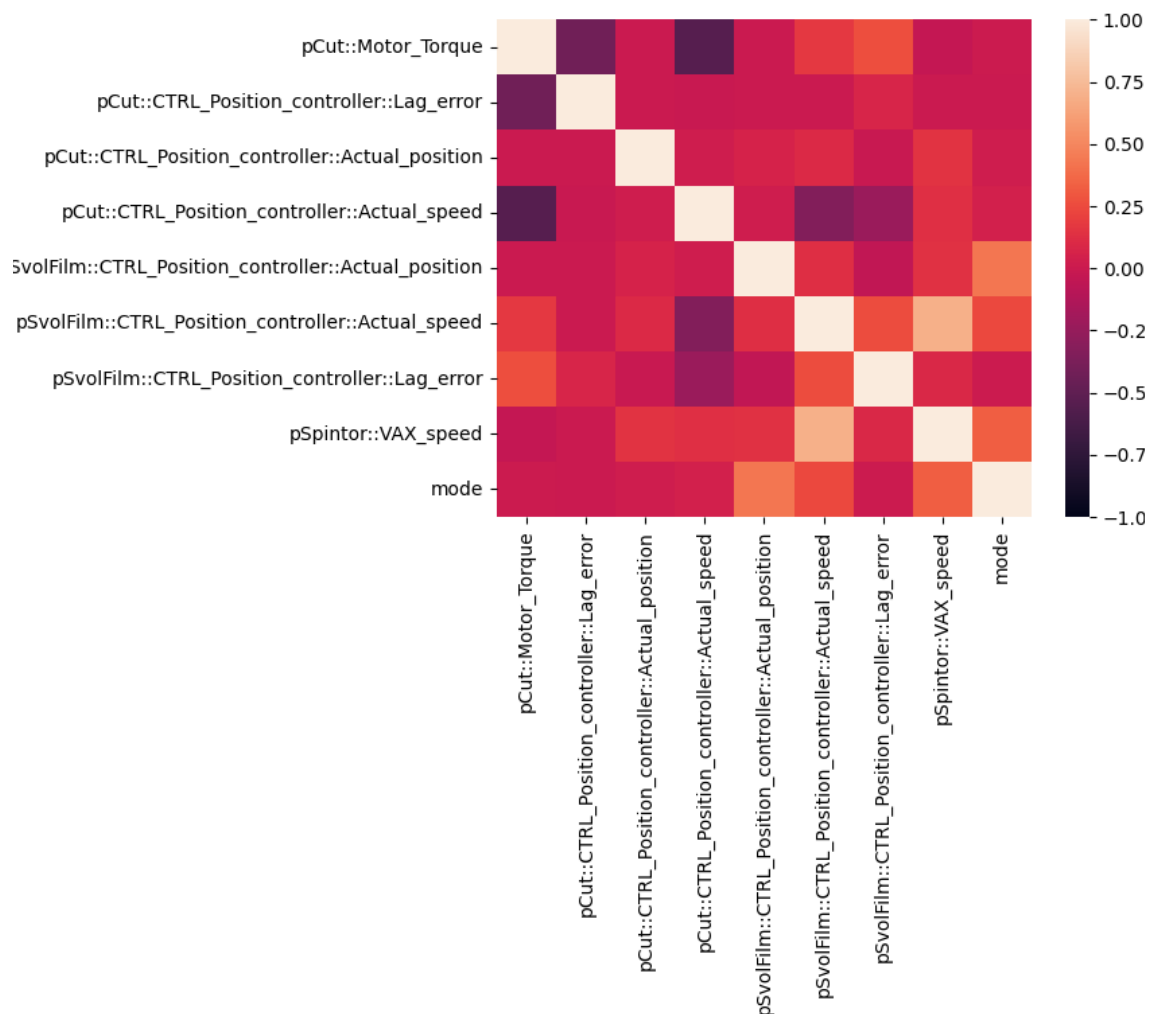 pCut::Motor_Torque
pCut::CTRL_Position_controller::Lag_error
pCut::CTRL_Position_controller::Actual_position
pCut::CTRL_Position_controller::Actual_speed
SvolFilm::CTRL_Position_controller::Actual_position
pSvolFilm::CTRL_Position_controller::Actual_speed
pSvolFilm::CTRL_Position_controller::Lag_error
pSpintor::VAX_speed
mode
1.00
0.75
0.50
0.25
0.00
−0.2
−0.5
−0.7
−1.0
pCut::Motor_Torque
pCut::CTRL_Position_controller::Lag_error
pCut::CTRL_Position_controller::Actual_position
pCut::CTRL_Position_controller::Actual_speed
pSvolFilm::CTRL_Position_controller::Actual_position
pSvolFilm::CTRL_Position_controller::Actual_speed
pSvolFilm::CTRL_Position_controller::Lag_error
pSpintor::VAX_speed
mode